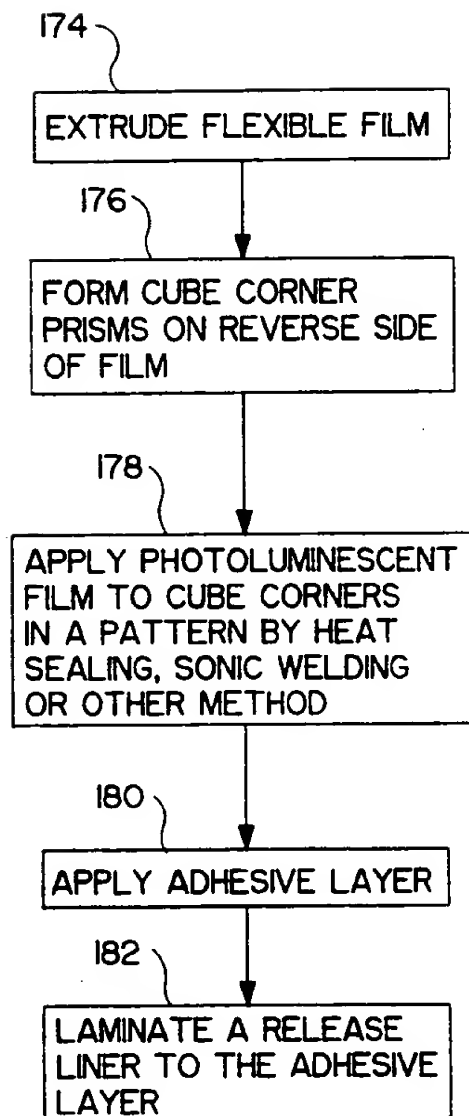 174
EXTRUDE FLEXIBLE FILM
176
FORM CUBE CORNER
PRISMS ON REVERSE SIDE
OF FILM
178
APPLY PHOTOLUMINESCENT
FILM TO CUBE CORNERS
IN A PATTERN BY HEAT
SEALING, SONIC WELDING
OR OTHER METHOD
180
APPLY ADHESIVE LAYER
182
LAMINATE A RELEASE
LINER TO THE ADHESIVE
LAYER